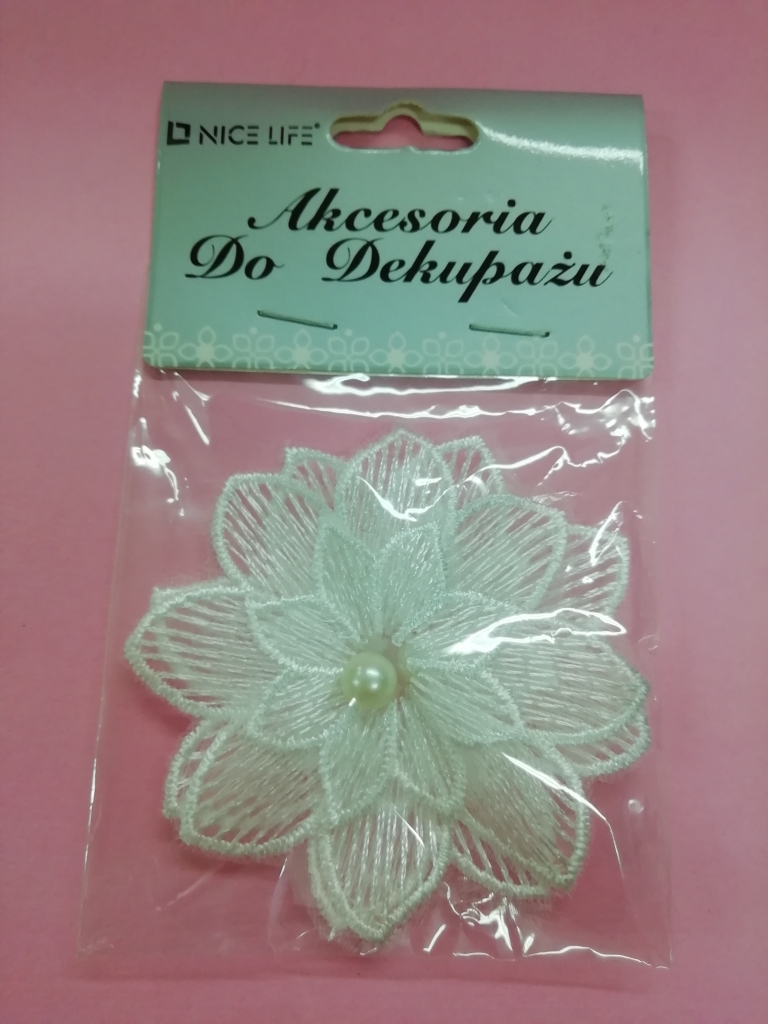 NICE LIFE®
Akcesoria
Do Dekupażu